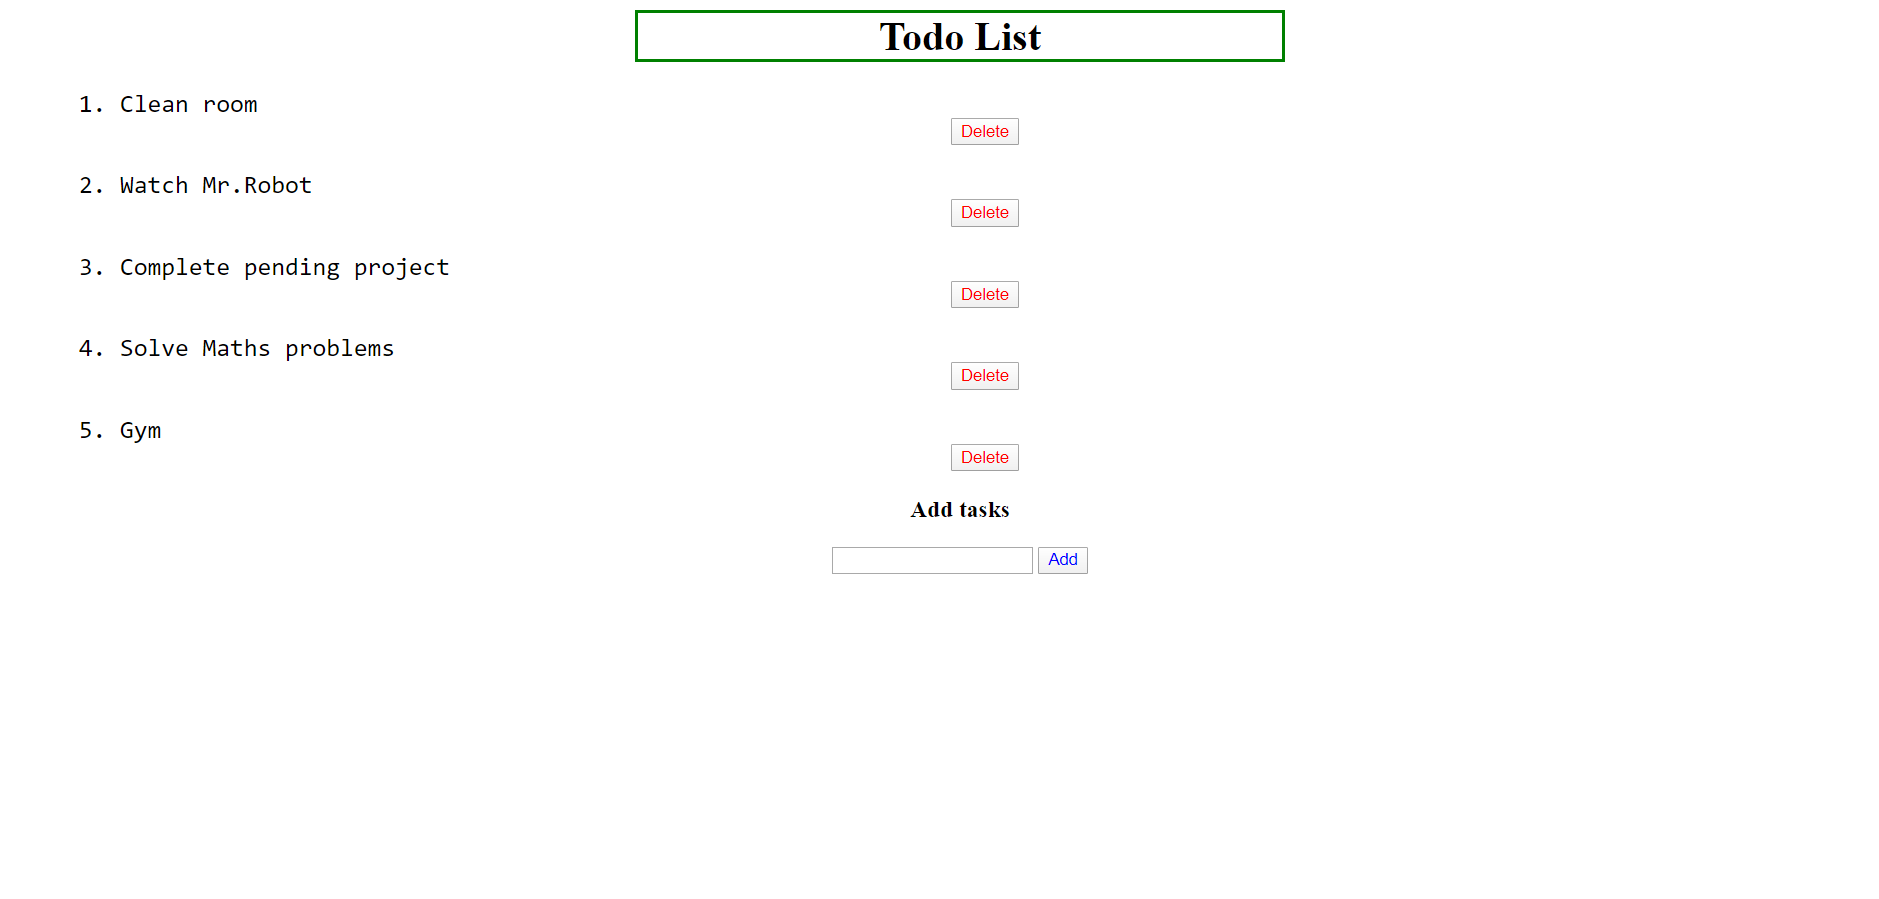 Todo List
1. Clean room
Delete
2. Watch Mr.Robot
Delete
3. Complete pending project
Delete
4. Solve Maths problems
Delete
5. Gym
Delete
Add tasks
Add